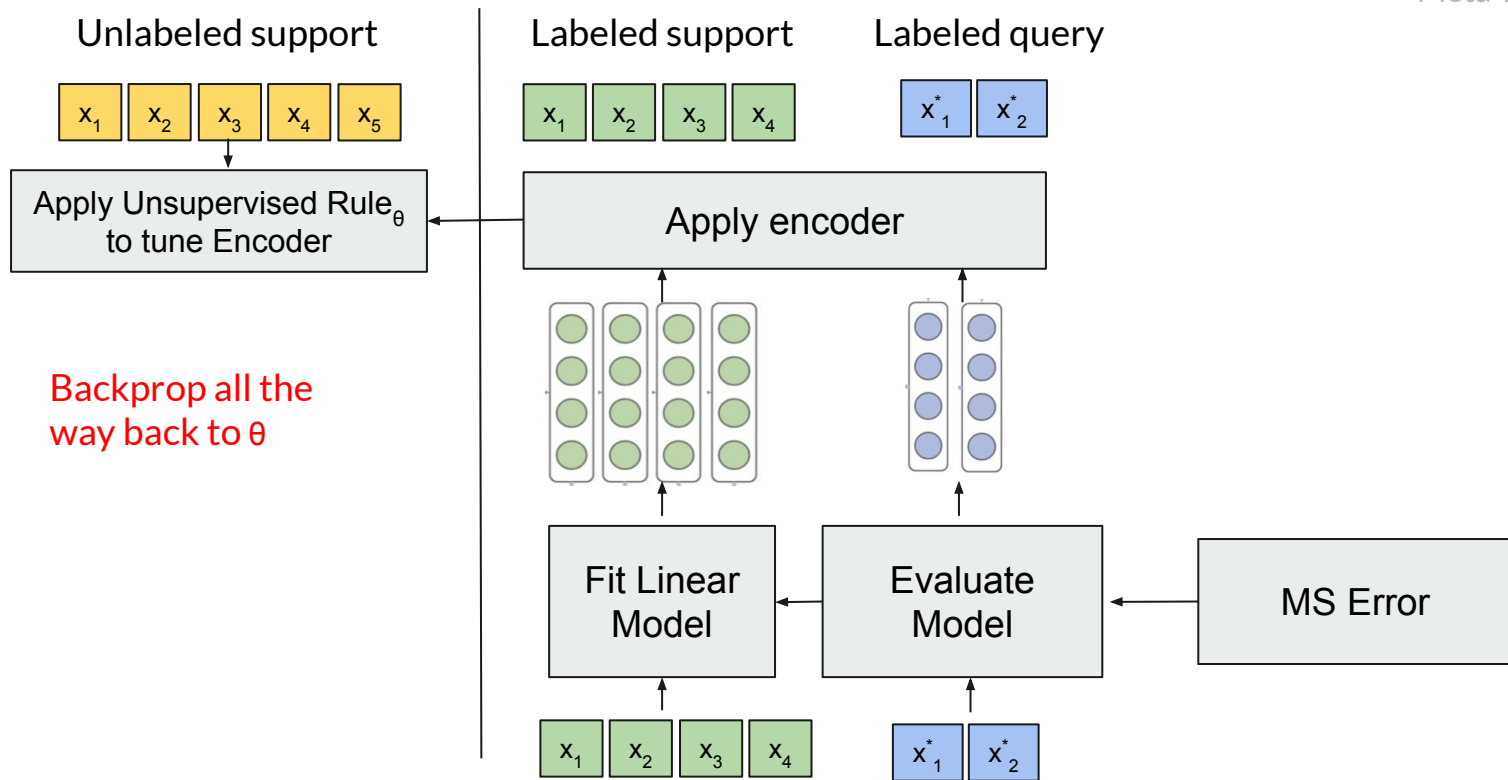 Unlabeled support
Labeled support
Labeled query
x1 x2 x3 x4 x5
x1 x2 x3 x4
x*1 x*2
Apply Unsupervised Ruleθ
to tune Encoder
Apply encoder
Backprop all the
way back to θ
Fit Linear
Model
Evaluate
Model
MS Error
x1 x2 x3 x4
x*1 x*2